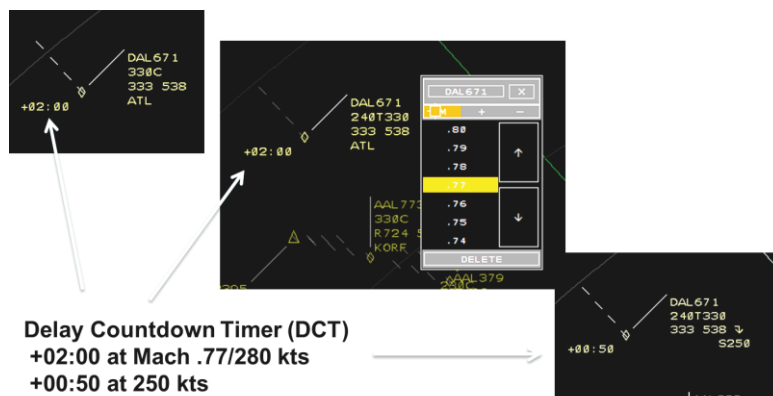 DAL671
330C
333 538
ATL
+02:00
DAL671
240T330
333 538
ATL
+02:00
DAL671 X
M + -
.80
.79
.78
.77
.76
.75
.74
DELETE
AAL773
330C
R724
KORF
AAL379
DAL671
240T330
333 538 ↴
S250
+00:50
Delay Countdown Timer (DCT)
+02:00 at Mach .77/280 kts
+00:50 at 250 kts